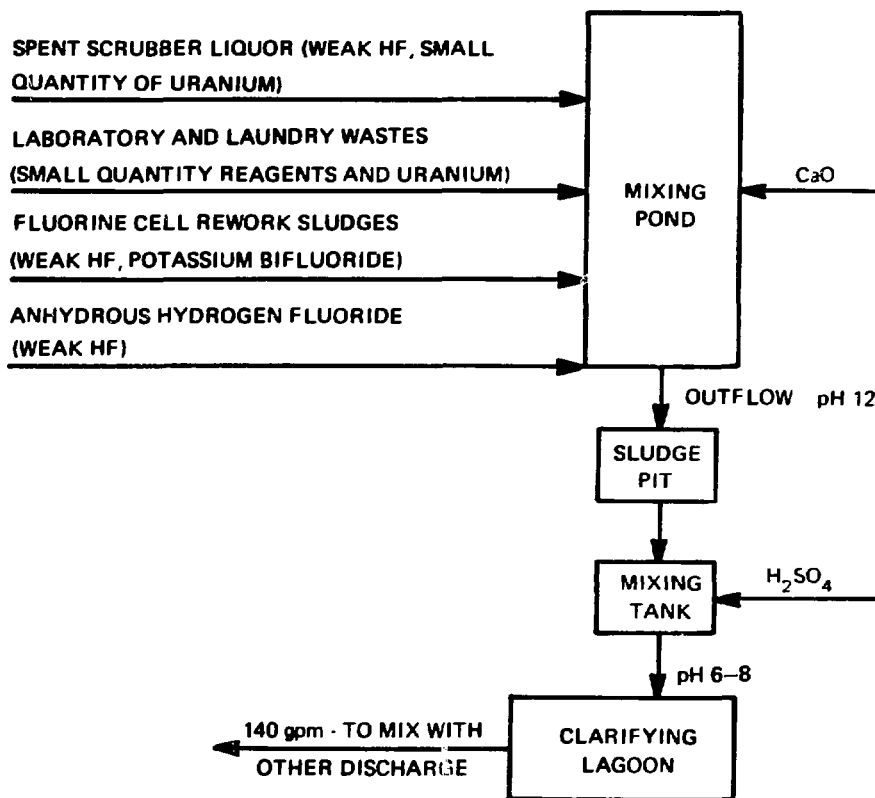 SPENT SCRUBBER LIQUOR (WEAK HF, SMALL
QUANTITY OF URANIUM)
LABORATORY AND LAUNDRY WASTES
(SMALL QUANTITY REAGENTS AND URANIUM)
FLUORINE CELL REWORK SLUDGES
(WEAK HF, POTASSIUM BIFLUORIDE)
ANHYDROUS HYDROGEN FLUORIDE
(WEAK HF)
MIXING
POND
CaO
OUTFLOW pH 12
SLUDGE
PIT
MIXING
TANK
H₂SO₄
pH 6–8
CLARIFYING
LAGOON
140 gpm - TO MIX WITH
OTHER DISCHARGE